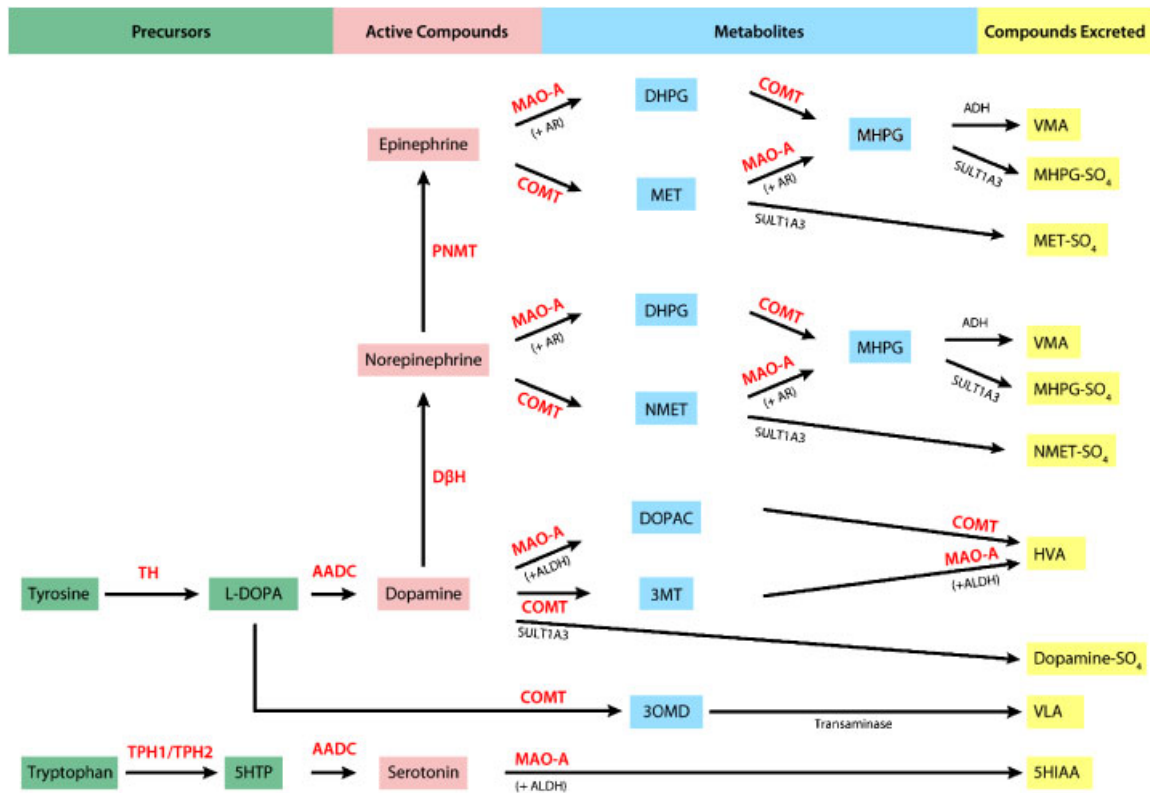 Precursors
Active Compounds
Metabolites
Compounds Excreted
MAO-A
(+ AR)
DHPG
COMT
Epinephrine
MHPG
ADH
VMA
SULT1A3
MHPG-SO₄
COMT
MET
MAO-A
(+ AR)
SULT1A3
MET-SO₄
PNMT
MAO-A
(+ AR)
DHPG
COMT
Norepinephrine
MHPG
ADH
VMA
SULT1A3
MHPG-SO₄
COMT
NMET
MAO-A
(+ AR)
SULT1A3
NMET-SO₄
DβH
MAO-A
(+ALDH)
DOPAC
COMT
HVA
MAO-A
(+ALDH)
Tyrosine
TH
L-DOPA
AADC
Dopamine
COMT
3MT
SULT1A3
Dopamine-SO₄
COMT
3OMD
Transaminase
VLA
Tryptophan
TPH1/TPH2
5HTP
AADC
Serotonin
MAO-A
(+ ALDH)
5HIAA